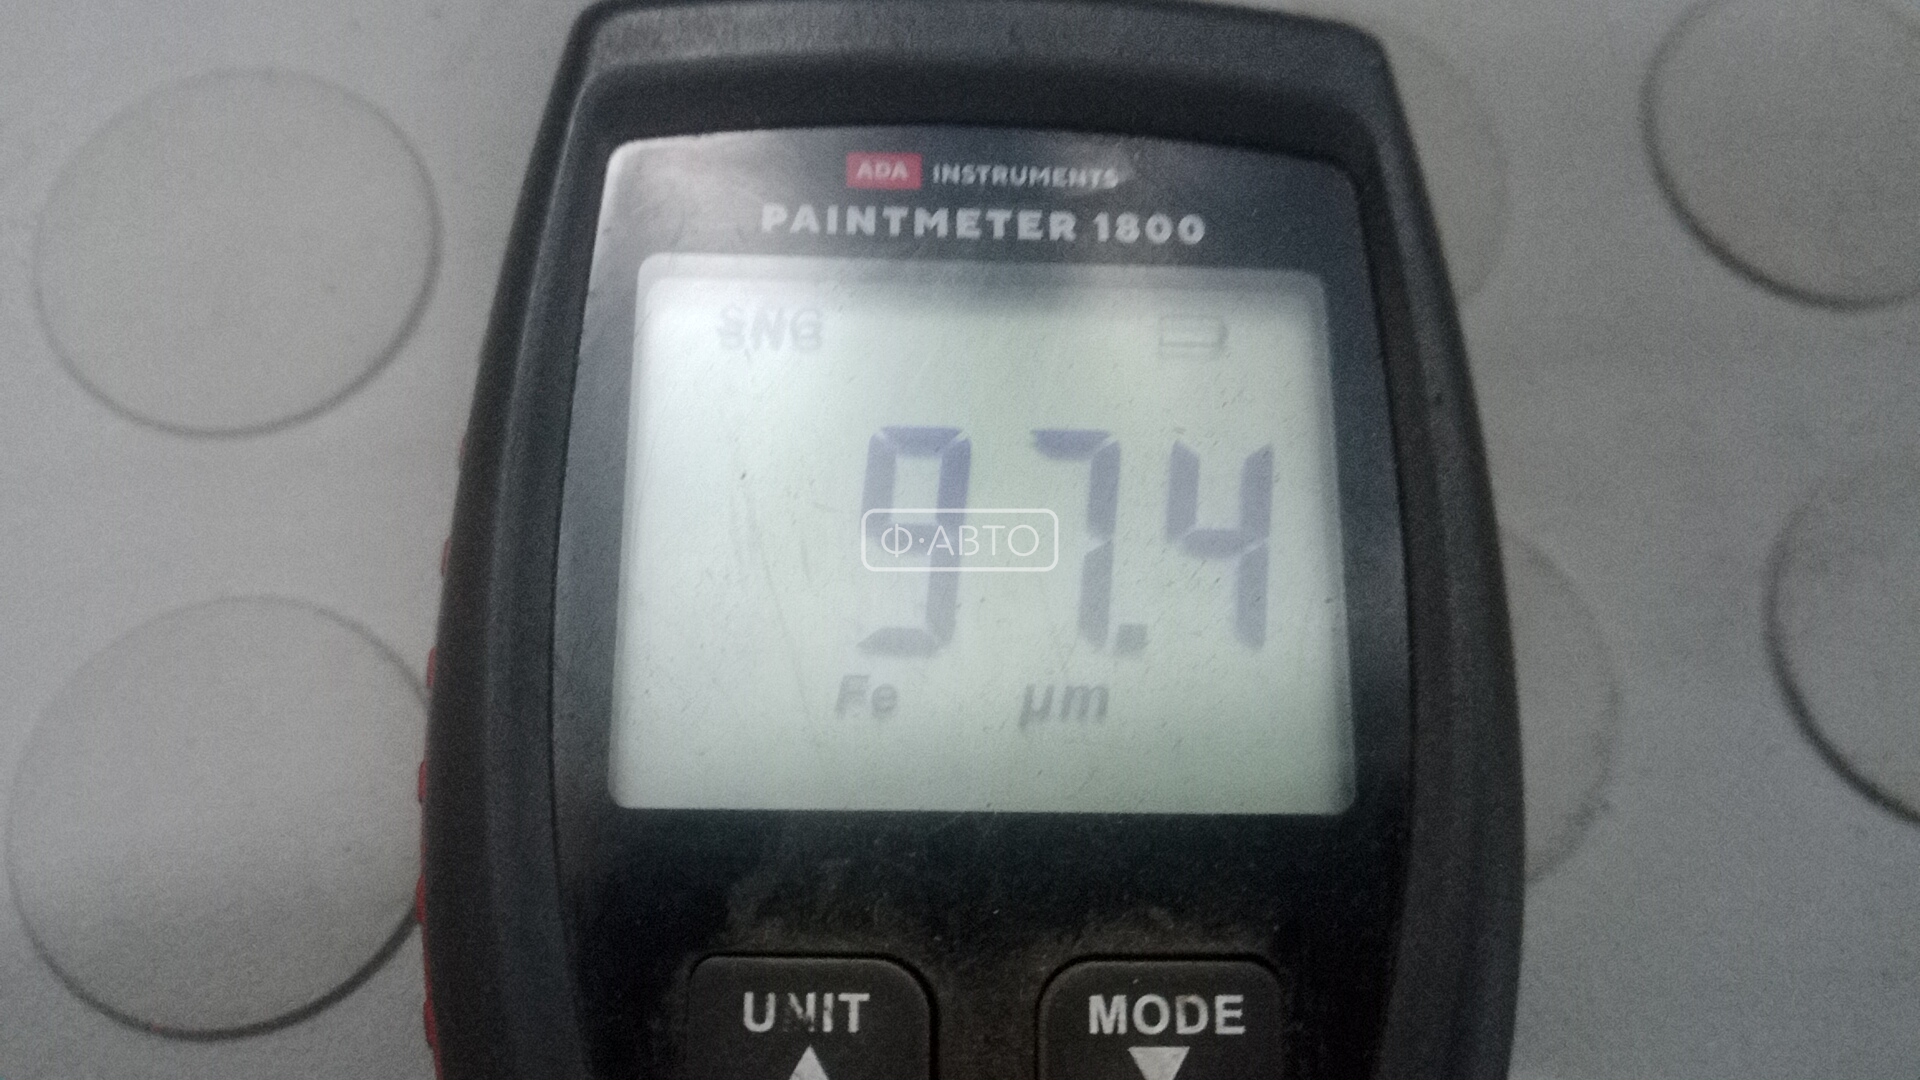 ADA INSTRUMENTS
PAINTMETER 1800
SNG
97.4
Ф·АВТО
Fe µm
UNIT MODE